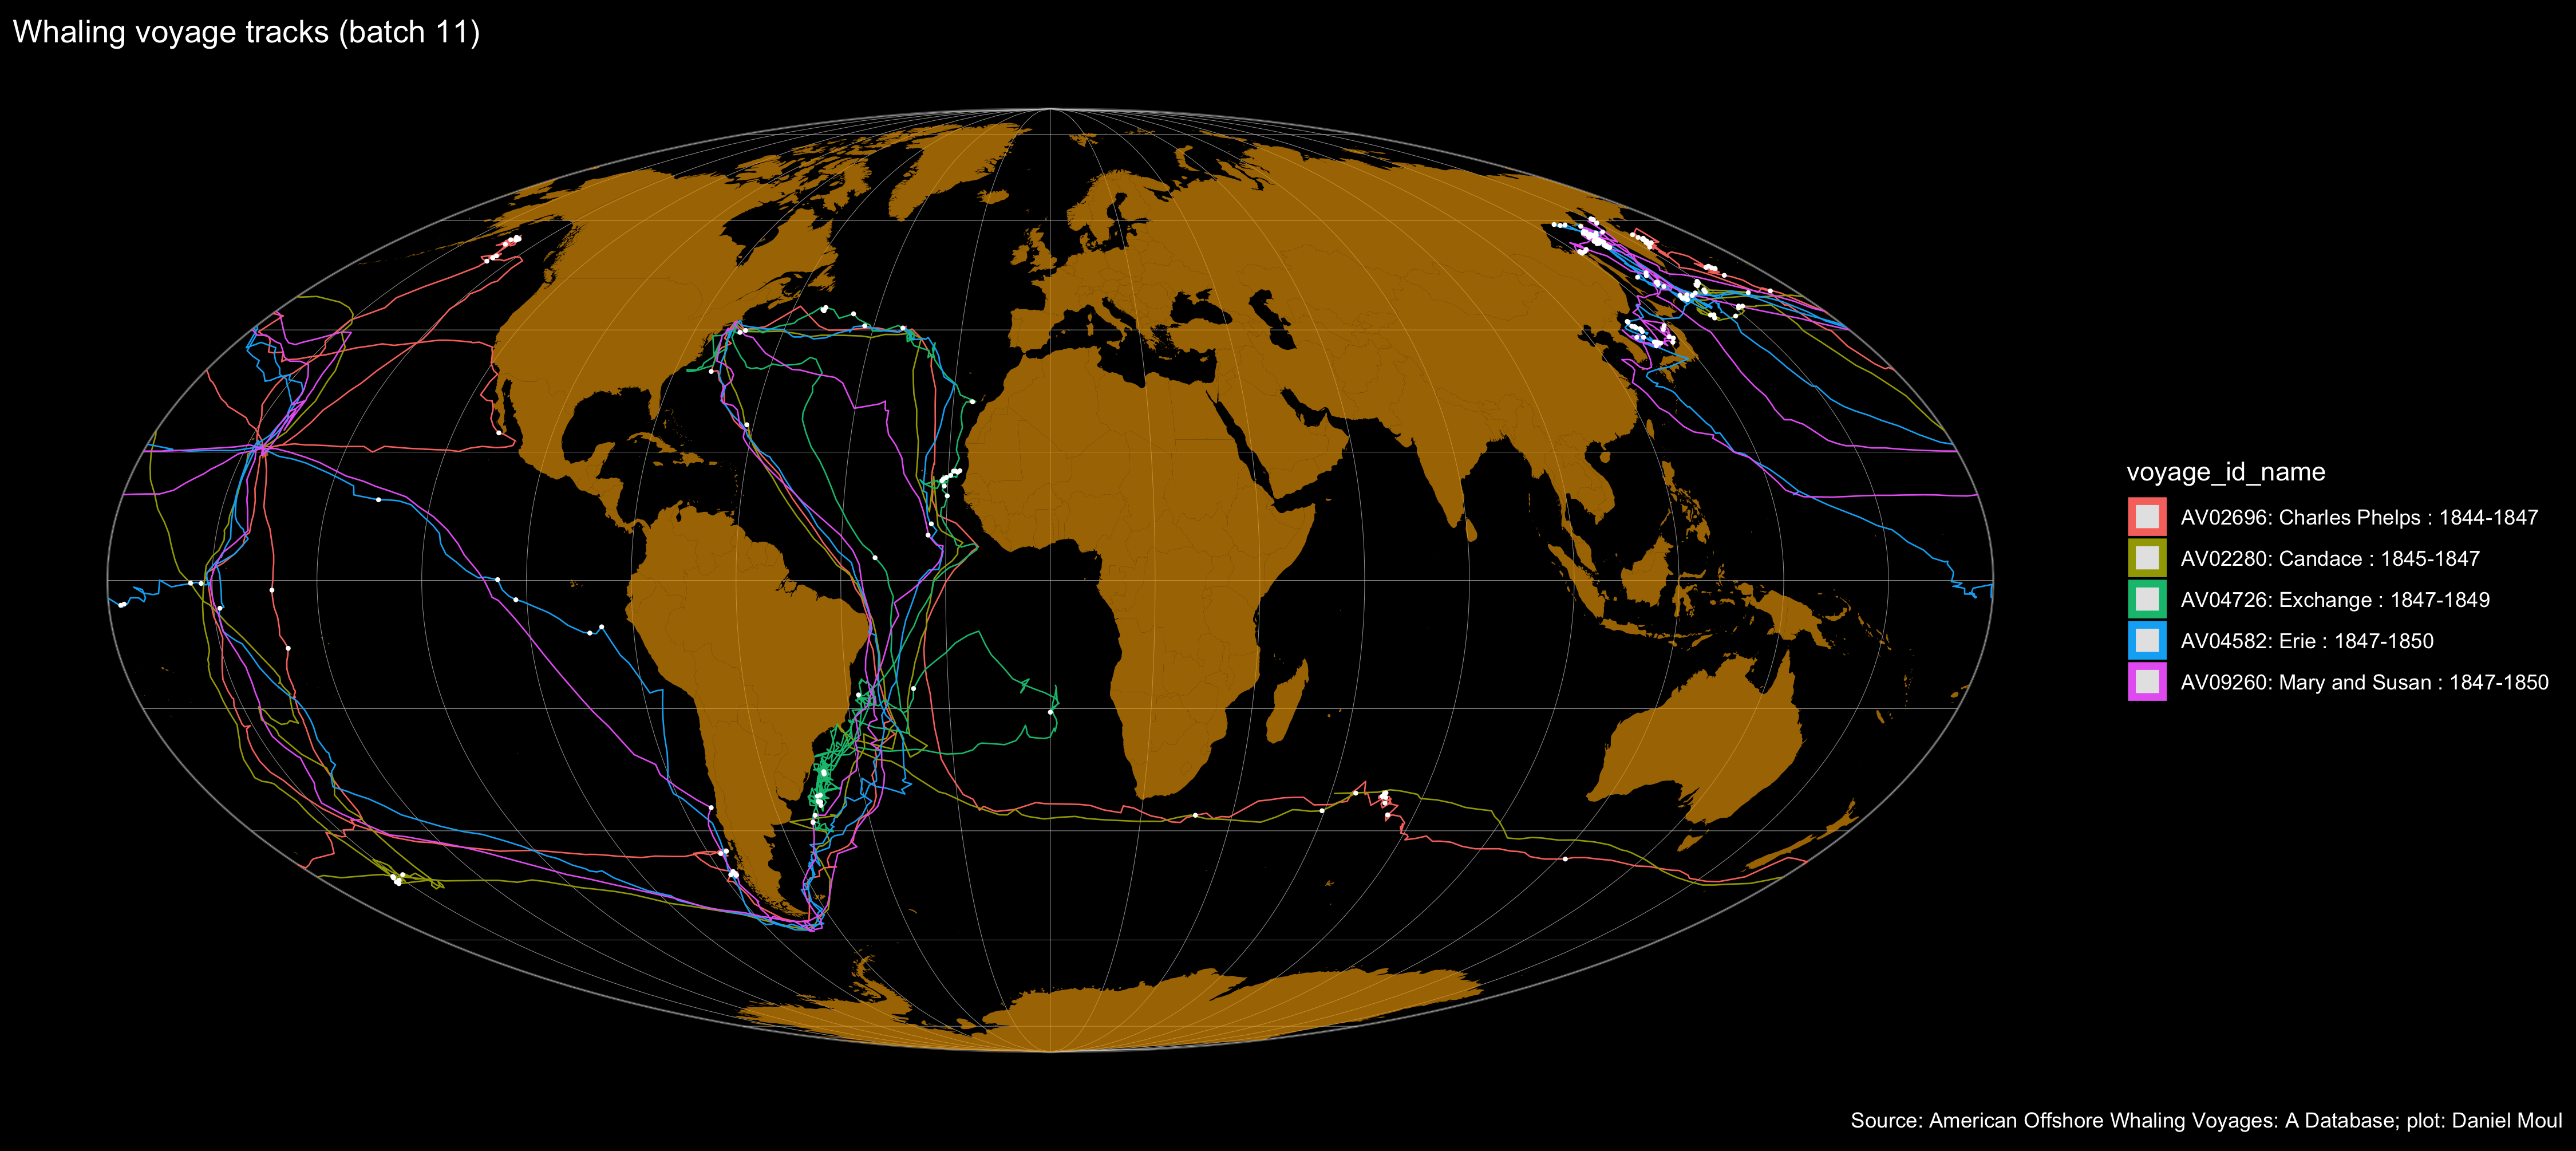 Whaling voyage tracks (batch 11)
voyage_id_name
AV02696: Charles Phelps : 1844-1847
AV02280: Candace : 1845-1847
AV04726: Exchange : 1847-1849
AV04582: Erie : 1847-1850
AV09260: Mary and Susan : 1847-1850
Source: American Offshore Whaling Voyages: A Database; plot: Daniel Moul